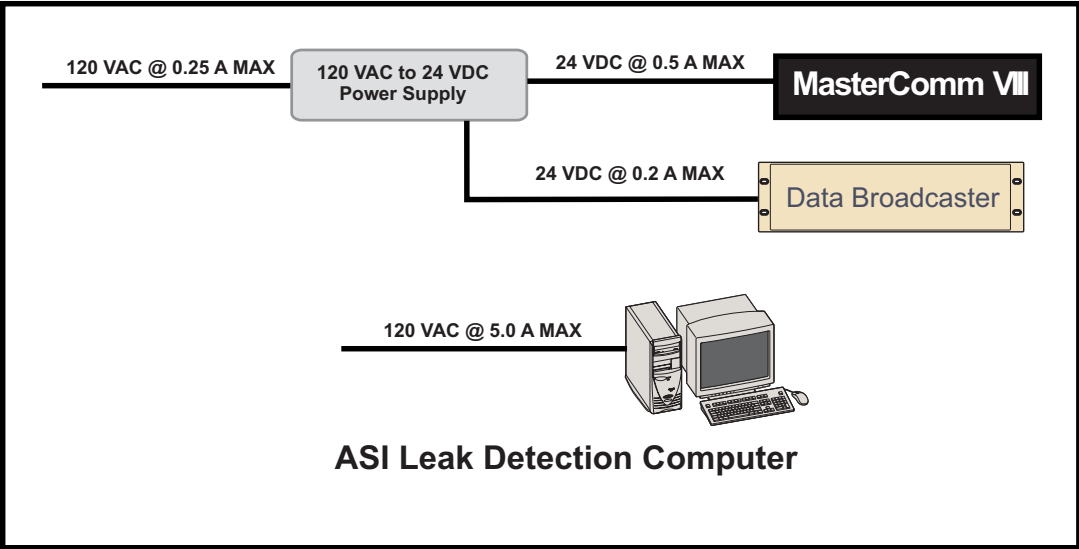 120 VAC @ 0.25 A MAX
120 VAC to 24 VDC
Power Supply
24 VDC @ 0.5 A MAX
MasterComm VIII
24 VDC @ 0.2 A MAX
Data Broadcaster
120 VAC @ 5.0 A MAX
ASI Leak Detection Computer